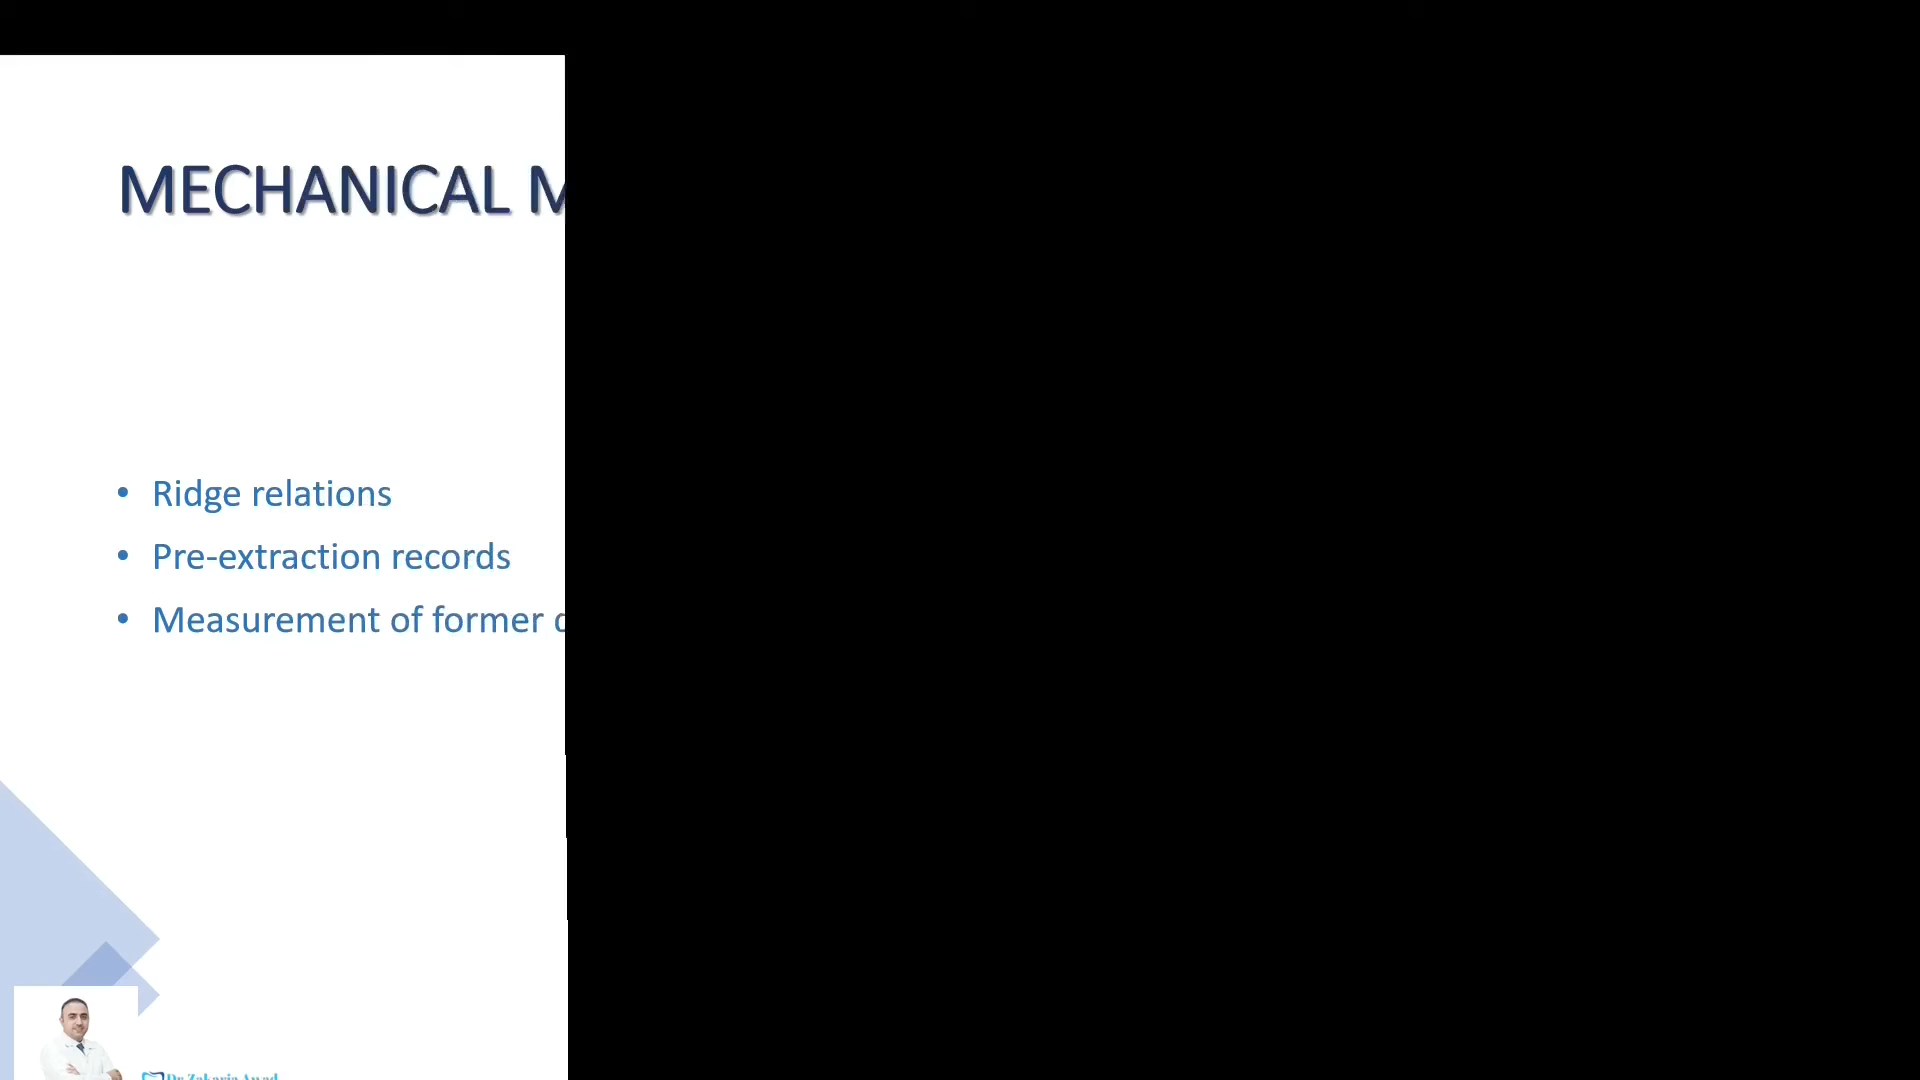 MECHANICAL M
• Ridge relations
• Pre-extraction records
• Measurement of former
Dr Zakaria Awad